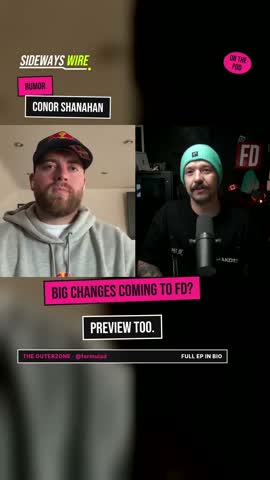 SIDEWAYS WIRE.
ON THE
POD
RUMOR
CONOR SHANAHAN
FD
BIG CHANGES COMING TO FD?
PREVIEW TOO.
THE OUTERZONE - @formulad
FULL EP IN BIO